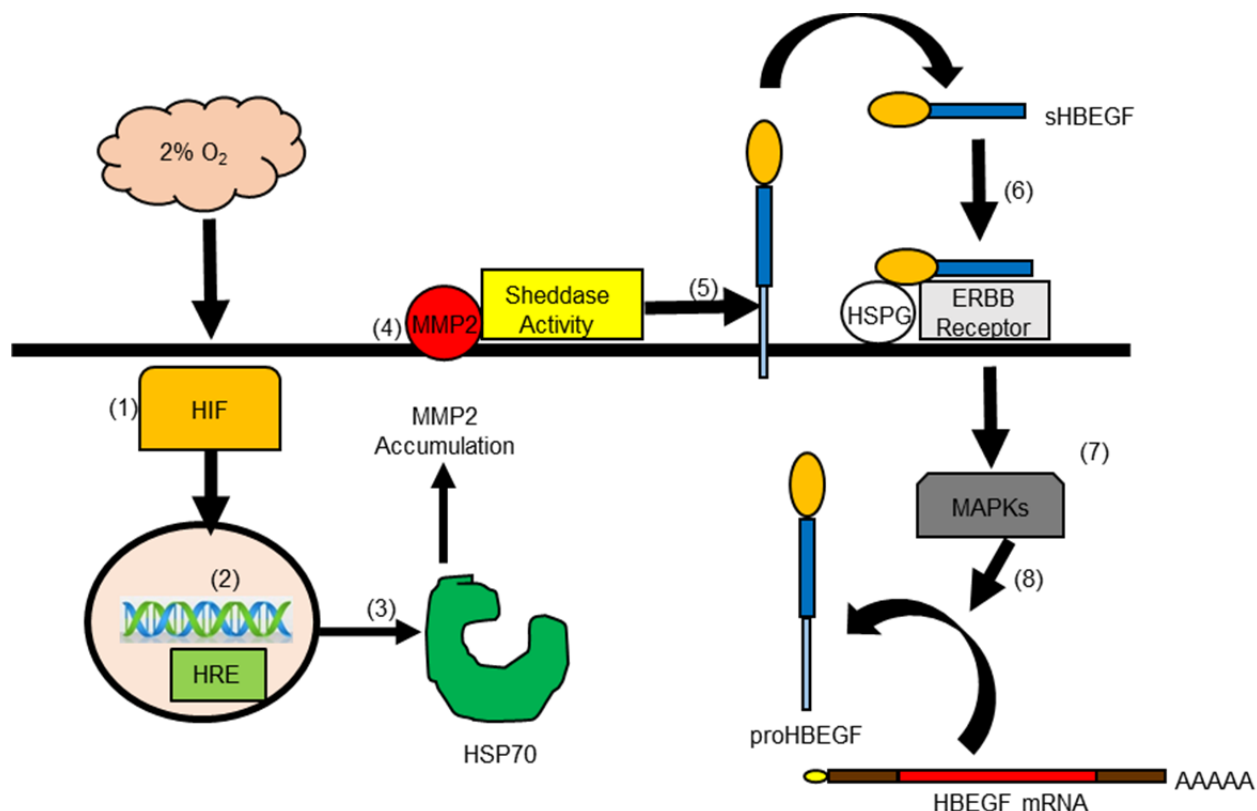 2% O₂
sHBEGF
(6)
(4) MMP2
Sheddase
Activity
(5)
HSPG
ERBB
Receptor
(1) HIF
MMP2
Accumulation
(7)
MAPKs
(2)
(3)
(8)
HRE
HSP70
proHBEGF
AAAAA
HBEGF mRNA